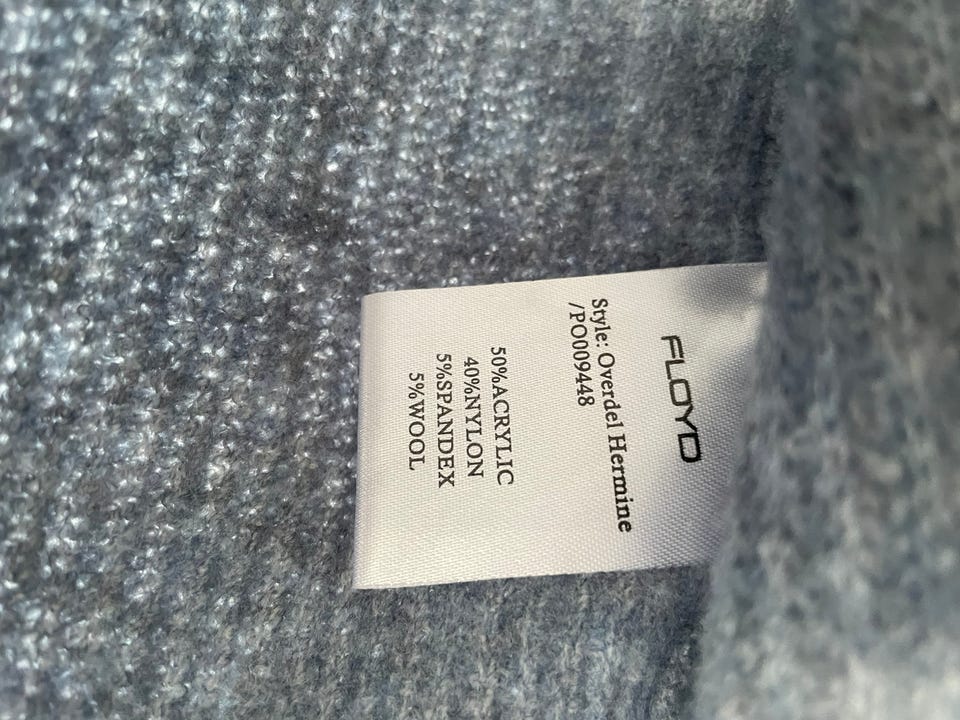 FLOYD
Style: Overdel Hermine
/PO009448
50%ACRYLIC
40%NYLON
5%SPANDEX
5%WOOL